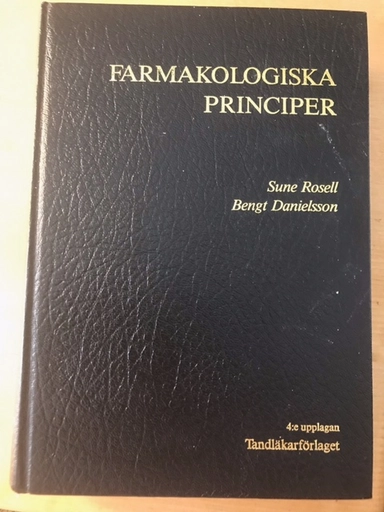 FARMAKOLOGISKA
PRINCIPER
Sune Rosell
Bengt Danielsson
4:e upplagan
Tandläkarförlaget